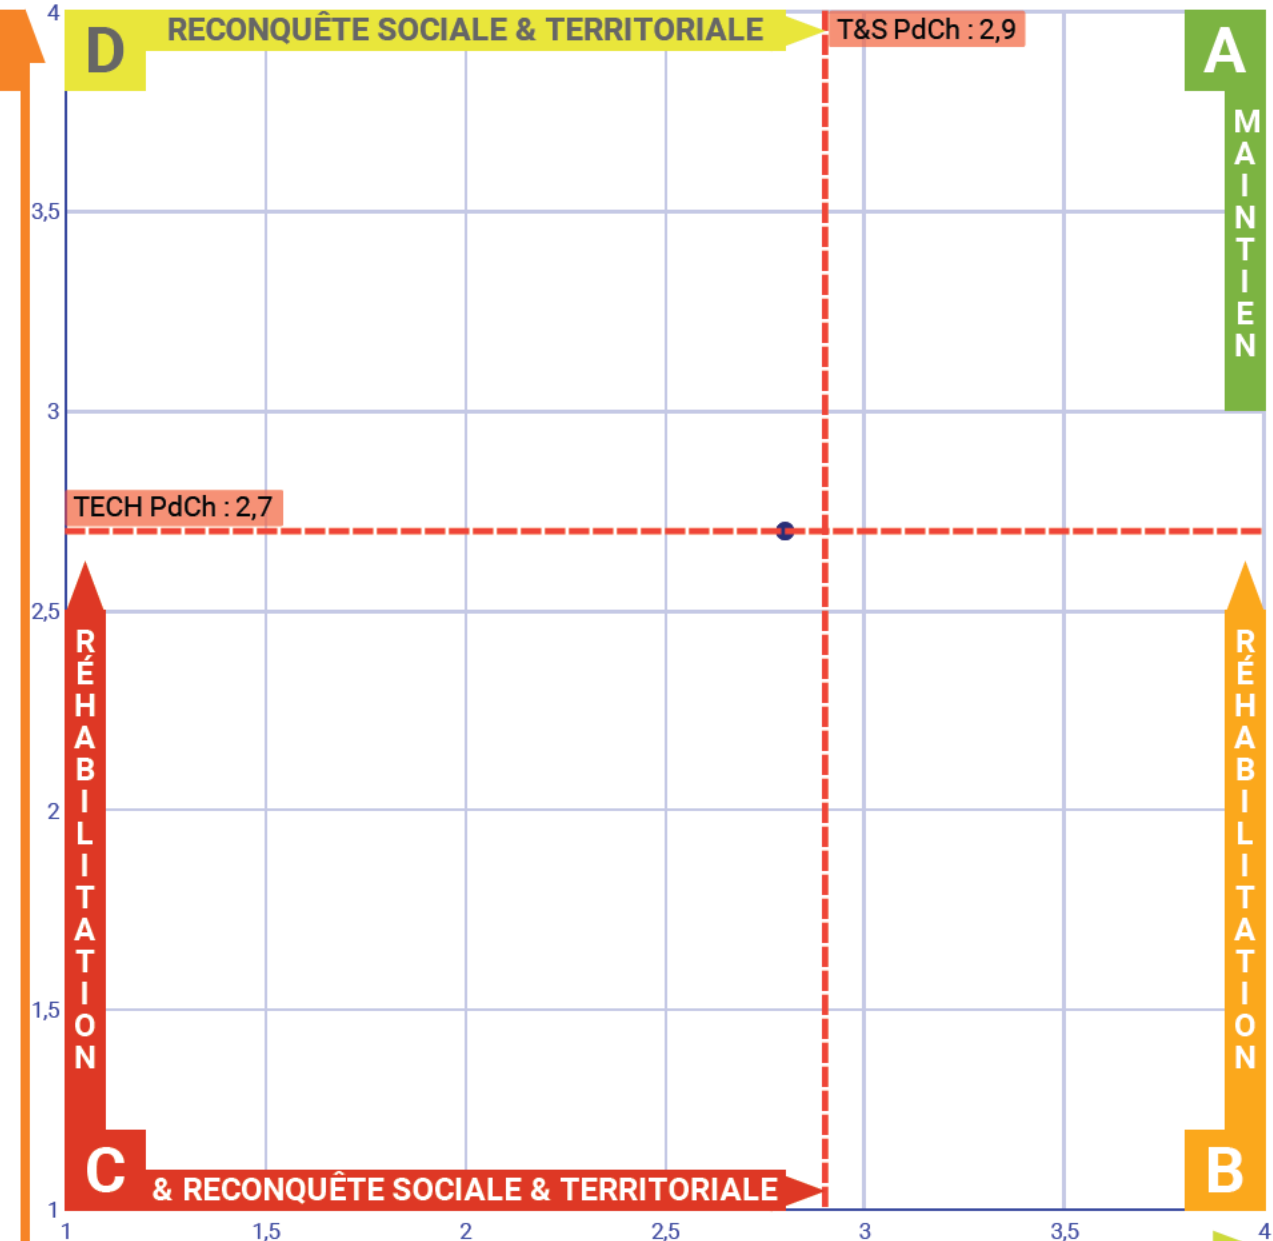 4
D
RECONQUÊTE SOCIALE & TERRITORIALE
T&S PdCh : 2,9
A
MAINTIEN
3,5
3
TECH PdCh : 2,7
2,5
RÉHABILITATION
RÉHABILITATION
2
1,5
C
& RECONQUÊTE SOCIALE & TERRITORIALE
B
1
1
1,5
2
2,5
3
3,5
4